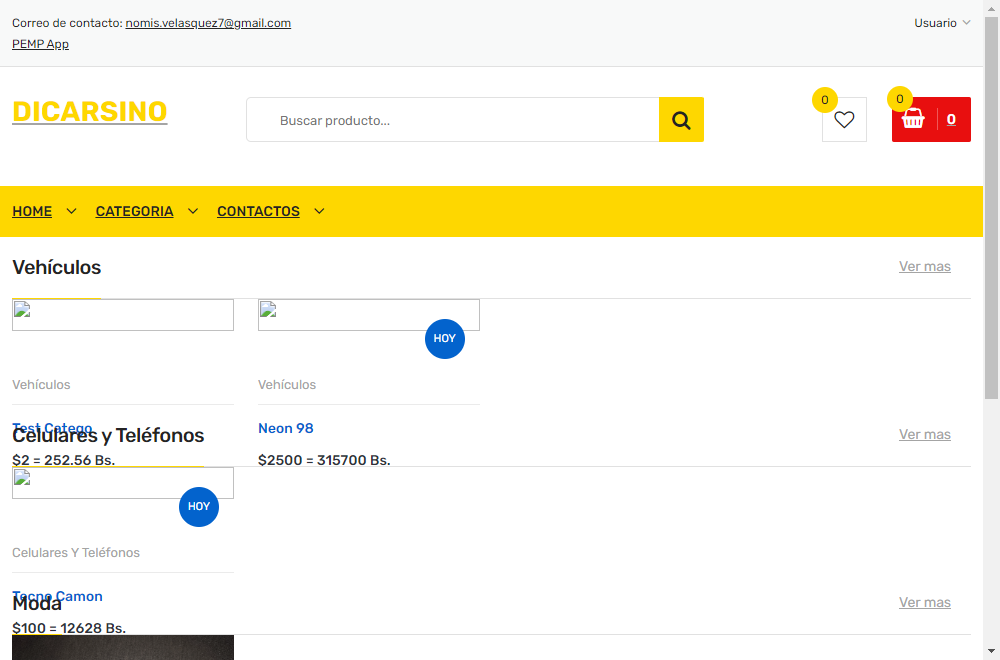 Correo de contacto: nomis.velasquez7@gmail.com
Usuario
PEMP App
DICARSINO
Buscar producto...
0
0
0
HOME
CATEGORIA
CONTACTOS
Vehículos
Ver mas
HOY
Vehículos
Vehículos
Test Catego
Neon 98
Celulares y Teléfonos
Ver mas
$2 = 252.56 Bs.
$2500 = 315700 Bs.
HOY
Celulares Y Teléfonos
Tecno Camon
Moda
Ver mas
$100 = 12628 Bs.